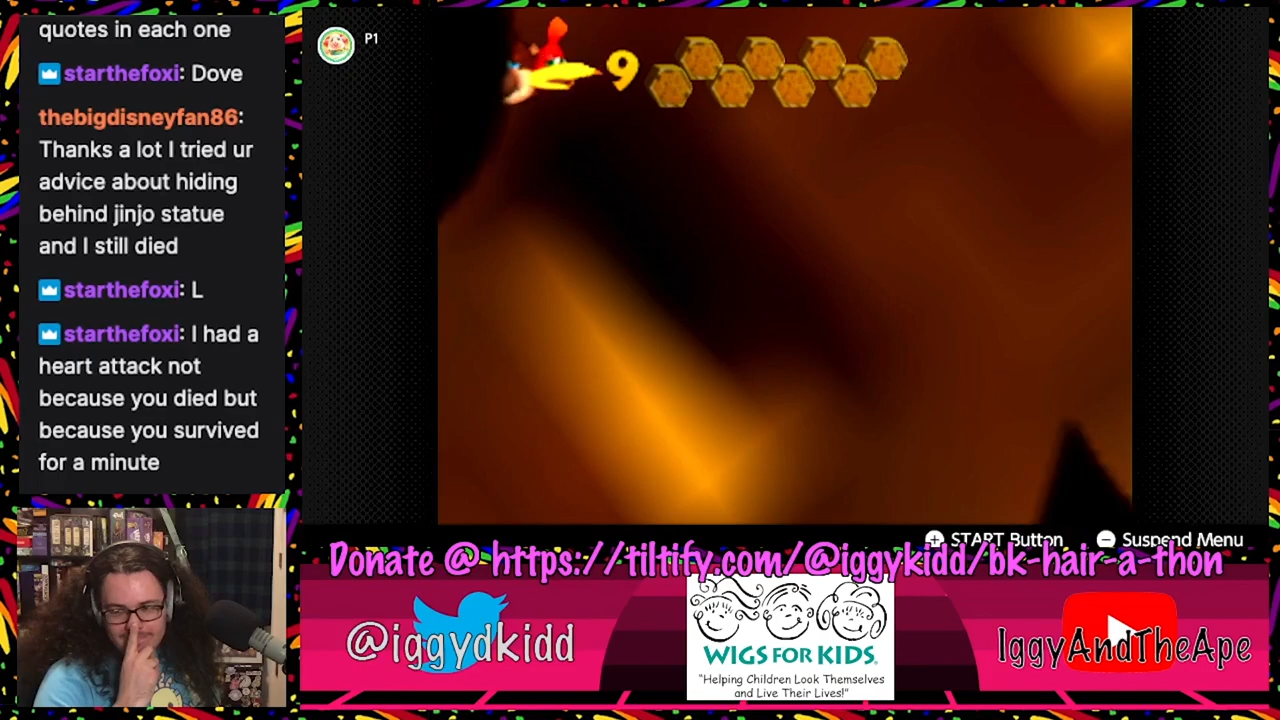 quotes in each one
starthefoxi: Dove
thebigdisneyfan86:
Thanks a lot I tried ur
advice about hiding
behind jinjo statue
and I still died
starthefoxi: L
starthefoxi: I had a
heart attack not
because you died but
because you survived
for a minute
P1
9
START Button
Suspend Menu
Donate @ https://tiltify.com/@iggykidd/bk-hair-a-thon
@iggydkidd
WIGS FOR KIDS.
"Helping Children Look Themselves
and Live Their Lives!"
IggyAndTheApe